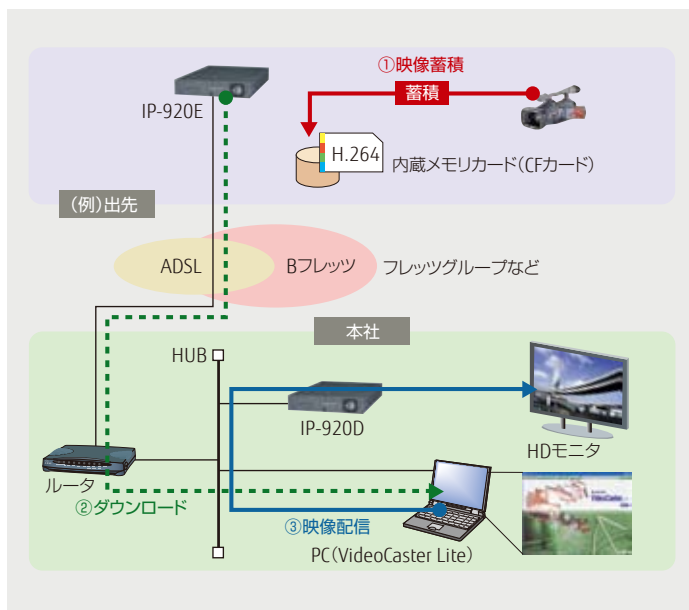 ①映像蓄積
蓄積
IP-920E
H.264
内蔵メモリカード(CFカード)
(例)出先
ADSL
Bフレッツ
フレッツグループなど
本社
HUB
IP-920D
HDモニタ
ルータ
②ダウンロード
③映像配信
PC(VideoCaster Lite)